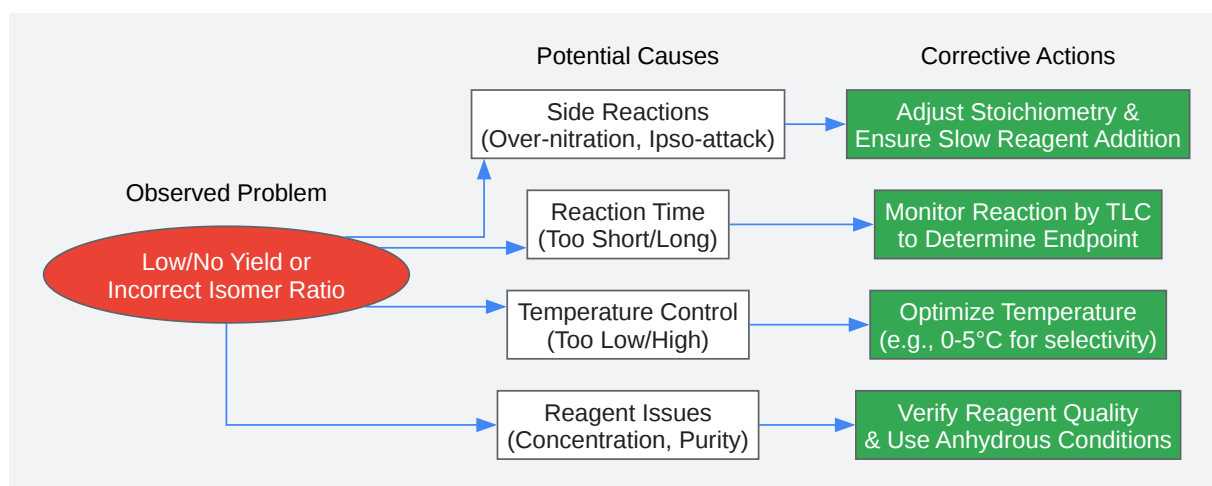 Potential Causes
Corrective Actions
Side Reactions
(Over-nitration, Ipso-attack)
Adjust Stoichiometry &
Ensure Slow Reagent Addition
Observed Problem
Low/No Yield or
Incorrect Isomer Ratio
Reaction Time
(Too Short/Long)
Monitor Reaction by TLC
to Determine Endpoint
Temperature Control
(Too Low/High)
Optimize Temperature
(e.g., 0-5°C for selectivity)
Reagent Issues
(Concentration, Purity)
Verify Reagent Quality
& Use Anhydrous Conditions